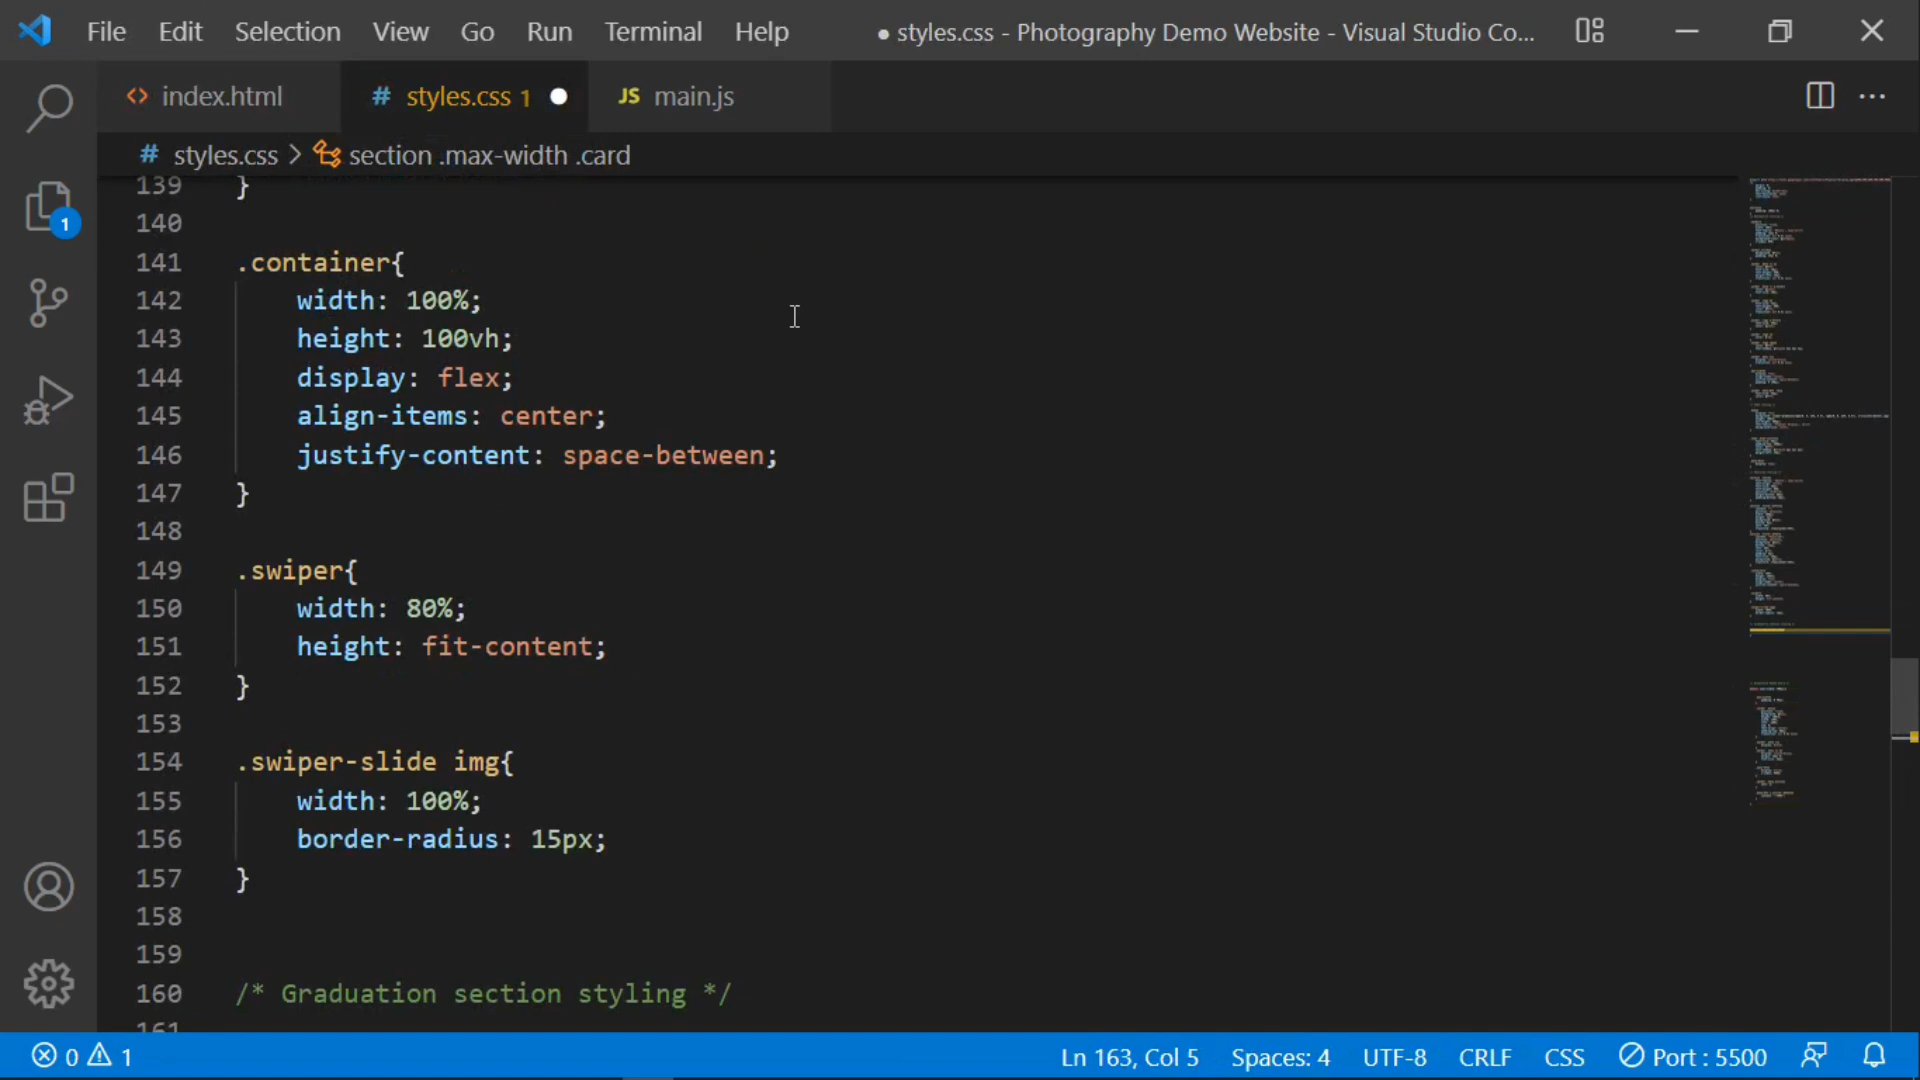 File Edit Selection View Go Run Terminal Help ● styles.css - Photography Demo Website - Visual Studio Co...
<> index.html # styles.css 1 ● JS main.js ...
# styles.css > section .max-width .card
139 }
140
141 .container{
142 width: 100%;
143 height: 100vh;
144 display: flex;
145 align-items: center;
146 justify-content: space-between;
147 }
148
149 .swiper{
150 width: 80%;
151 height: fit-content;
152 }
153
154 .swiper-slide img{
155 width: 100%;
156 border-radius: 15px;
157 }
158
159
160 /* Graduation section styling */
161
1
0 1 Ln 163, Col 5 Spaces: 4 UTF-8 CRLF CSS Port : 5500